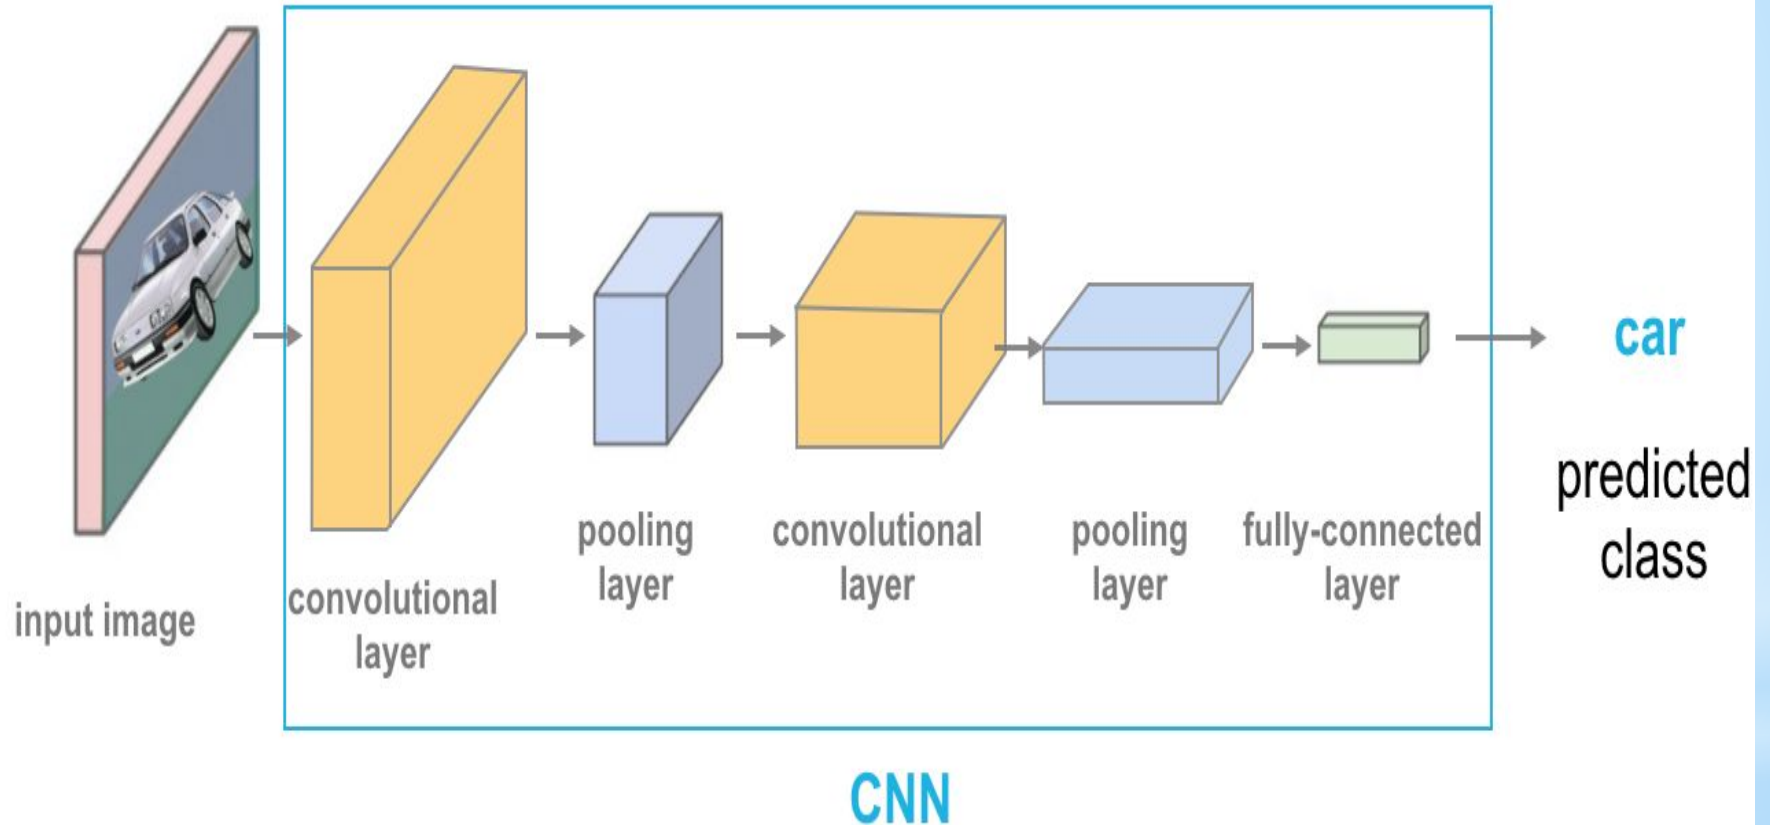 input image
convolutional
layer
pooling
layer
convolutional
layer
pooling
layer
fully-connected
layer
car
predicted
class
CNN